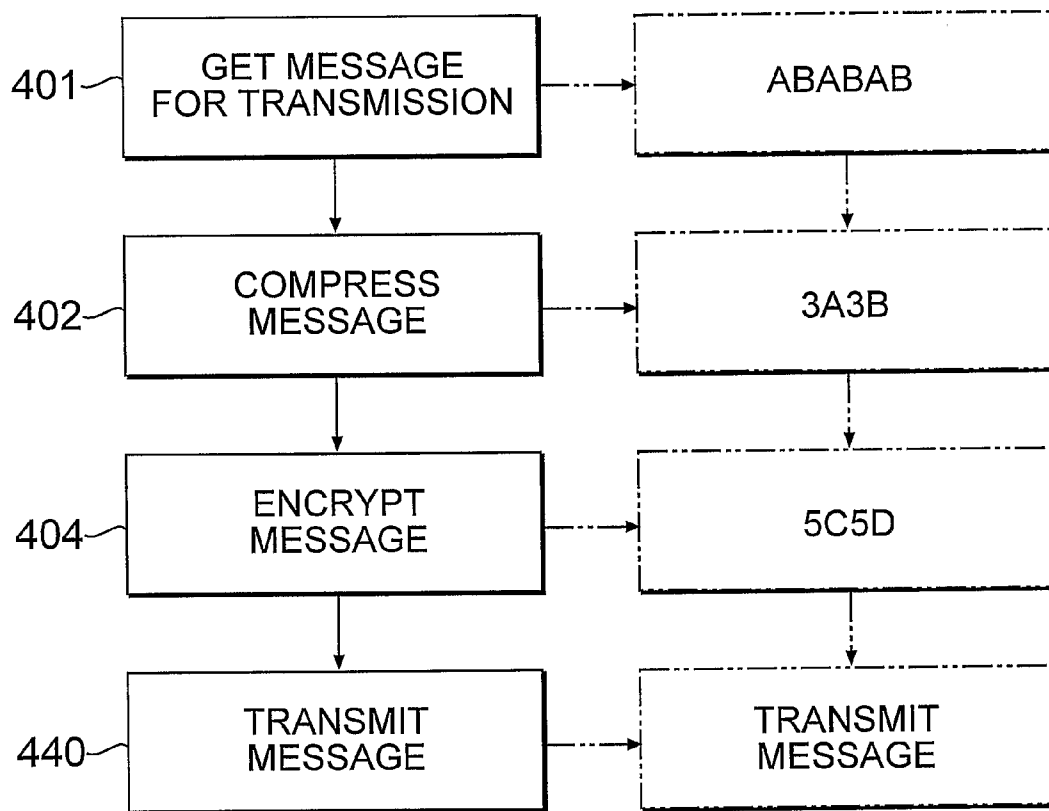 401
GET MESSAGE
FOR TRANSMISSION
ABABAB
402
COMPRESS
MESSAGE
3A3B
404
ENCRYPT
MESSAGE
5C5D
440
TRANSMIT
MESSAGE
TRANSMIT
MESSAGE